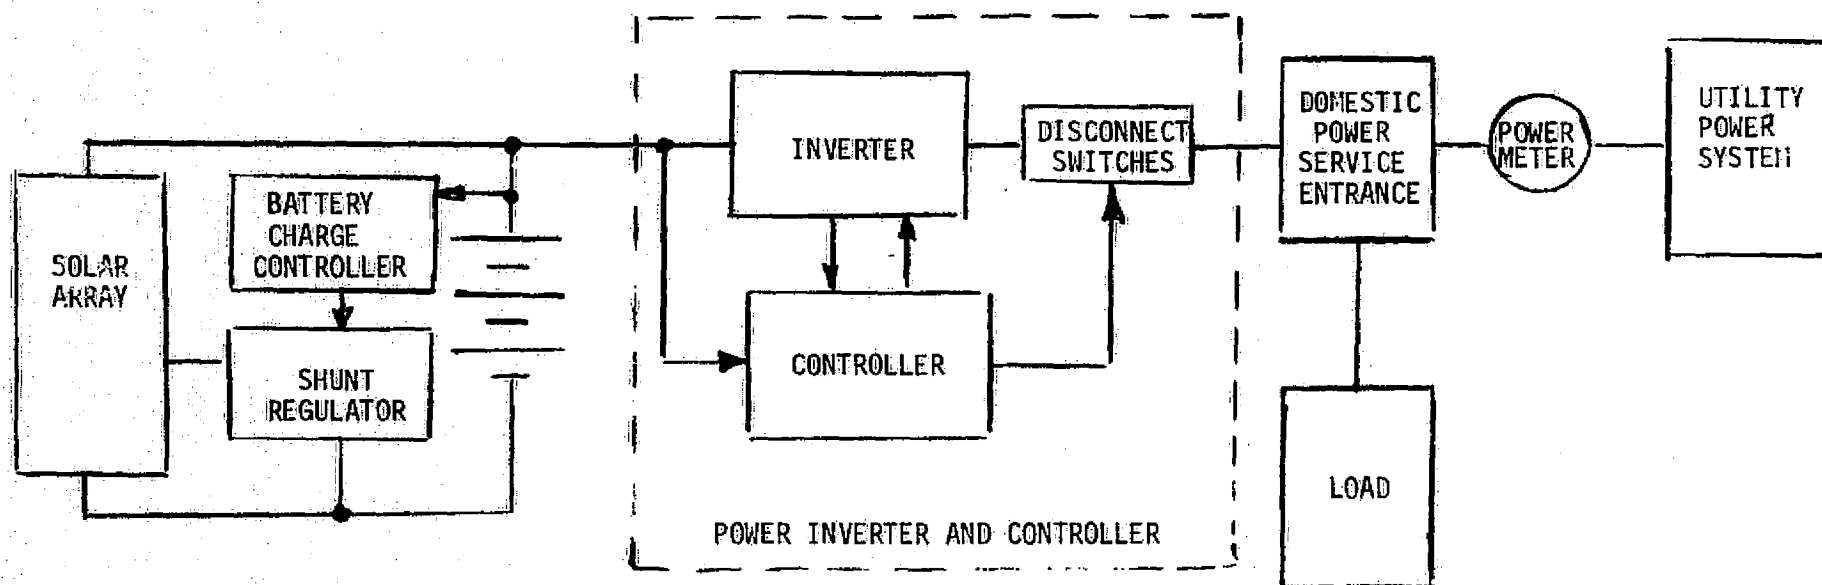 SOLAR
ARRAY
BATTERY
CHARGE
CONTROLLER
SHUNT
REGULATOR
INVERTER
CONTROLLER
DISCONNECT
SWITCHES
POWER INVERTER AND CONTROLLER
DOMESTIC
POWER
SERVICE
ENTRANCE
LOAD
POWER
METER
UTILITY
POWER
SYSTEM